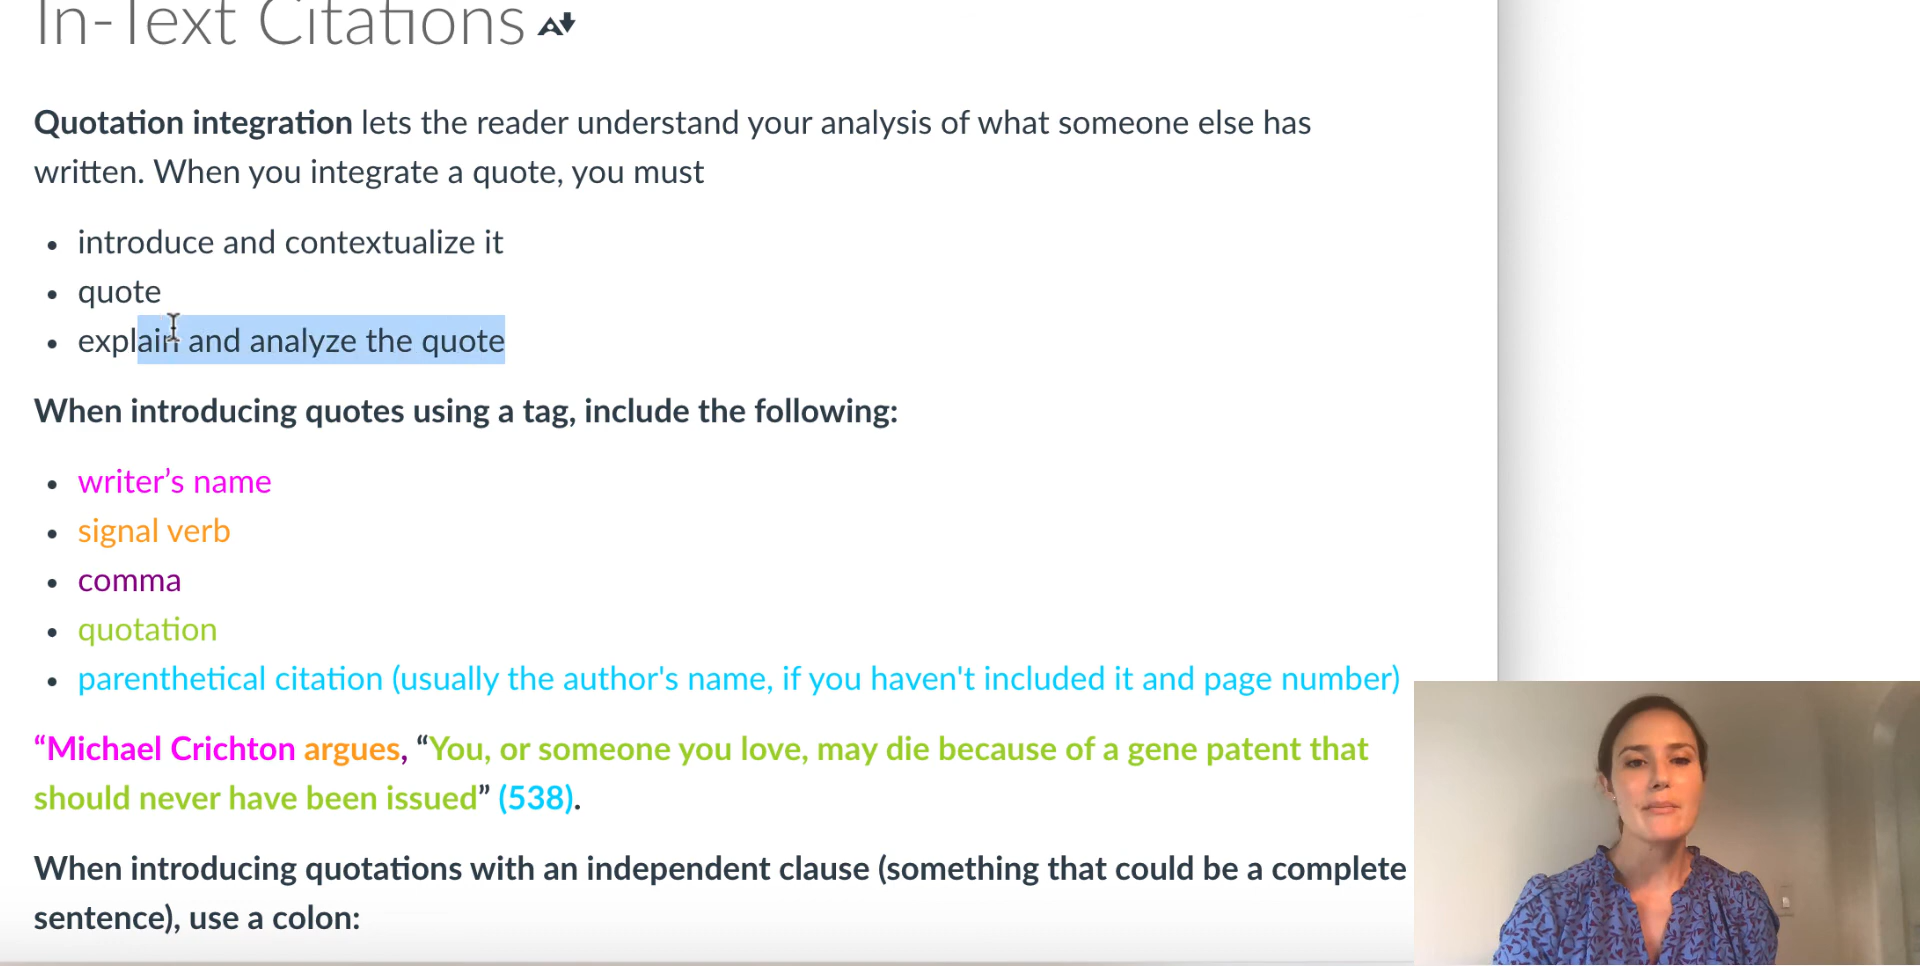 In-Text Citations
Quotation integration lets the reader understand your analysis of what someone else has
written. When you integrate a quote, you must
• introduce and contextualize it
• quote
• explain and analyze the quote
When introducing quotes using a tag, include the following:
• writer’s name
• signal verb
• comma
• quotation
• parenthetical citation (usually the author's name, if you haven't included it and page number)
“Michael Crichton argues, “You, or someone you love, may die because of a gene patent that
should never have been issued” (538).
When introducing quotations with an independent clause (something that could be a complete
sentence), use a colon: